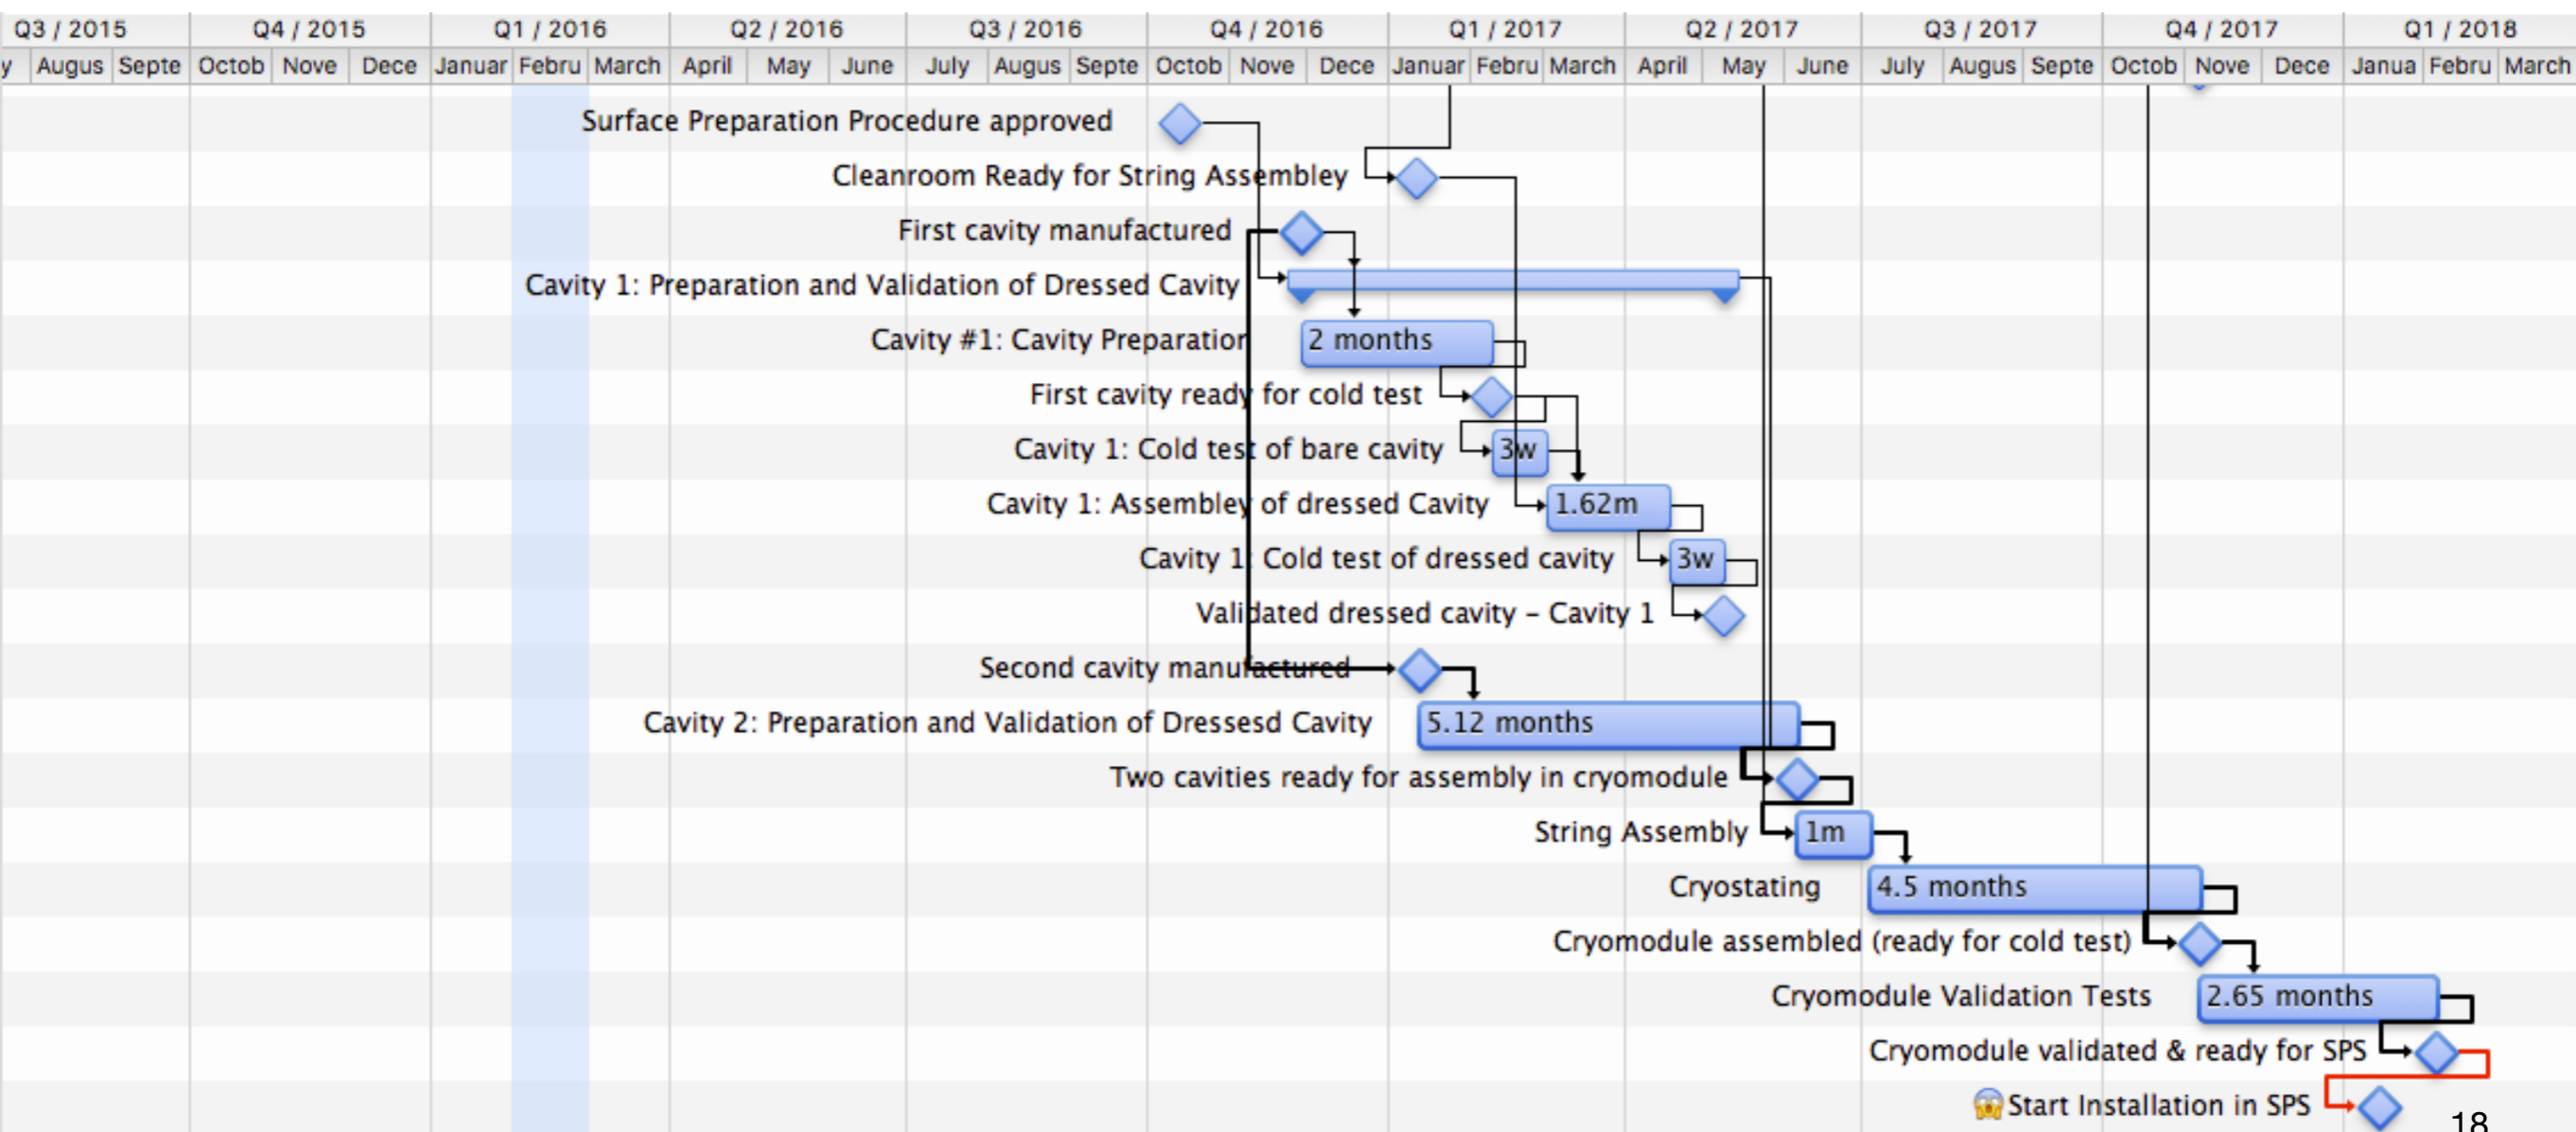 Q3 / 2015 Q4 / 2015 Q1 / 2016 Q2 / 2016 Q3 / 2016 Q4 / 2016 Q1 / 2017 Q2 / 2017 Q3 / 2017 Q4 / 2017 Q1 / 2018
y Augus Septe Octob Nove Dece Januar Febru March April May June July Augus Septe Octob Nove Dece Januar Febru March April May June July Augus Septe Octob Nove Dece Janua Febru March
Surface Preparation Procedure approved
Cleanroom Ready for String Assembley
First cavity manufactured
Cavity 1: Preparation and Validation of Dressed Cavity
Cavity #1: Cavity Preparation 2 months
First cavity ready for cold test
Cavity 1: Cold test of bare cavity 3w
Cavity 1: Assembley of dressed Cavity 1.62m
Cavity 1: Cold test of dressed cavity 3w
Validated dressed cavity – Cavity 1
Second cavity manufactured
Cavity 2: Preparation and Validation of Dressesd Cavity 5.12 months
Two cavities ready for assembly in cryomodule
String Assembly 1m
Cryostating 4.5 months
Cryomodule assembled (ready for cold test)
Cryomodule Validation Tests 2.65 months
Cryomodule validated & ready for SPS
😱Start Installation in SPS
18